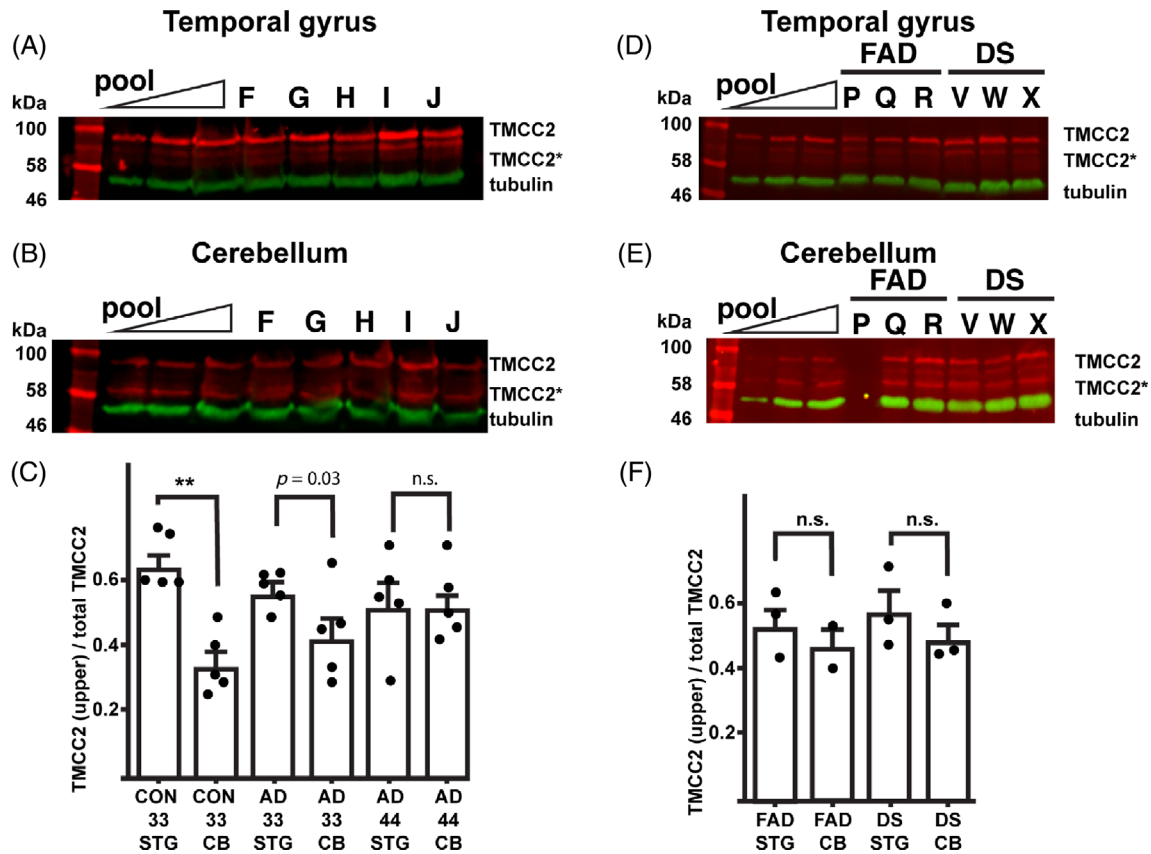 Temporal gyrus
(A)
pool F G H I J
kDa
100
58
46
TMCC2
TMCC2*
tubulin
(B)
Cerebellum
pool F G H I J
kDa
100
58
46
TMCC2
TMCC2*
tubulin
(C)
TMCC2 (upper) / total TMCC2
0.6
0.4
0.2
** p = 0.03 n.s.
CON CON AD AD AD AD
33 33 33 33 44 44
STG CB STG CB STG CB
Temporal gyrus
(D)
FAD DS
pool P Q R V W X
kDa
100
58
46
TMCC2
TMCC2*
tubulin
Cerebellum
(E)
FAD DS
pool P Q R V W X
kDa
100
58
46
TMCC2
TMCC2*
tubulin
(F)
TMCC2 (upper) / total TMCC2
0.6
0.4
0.2
n.s. n.s.
FAD FAD DS DS
STG CB STG CB